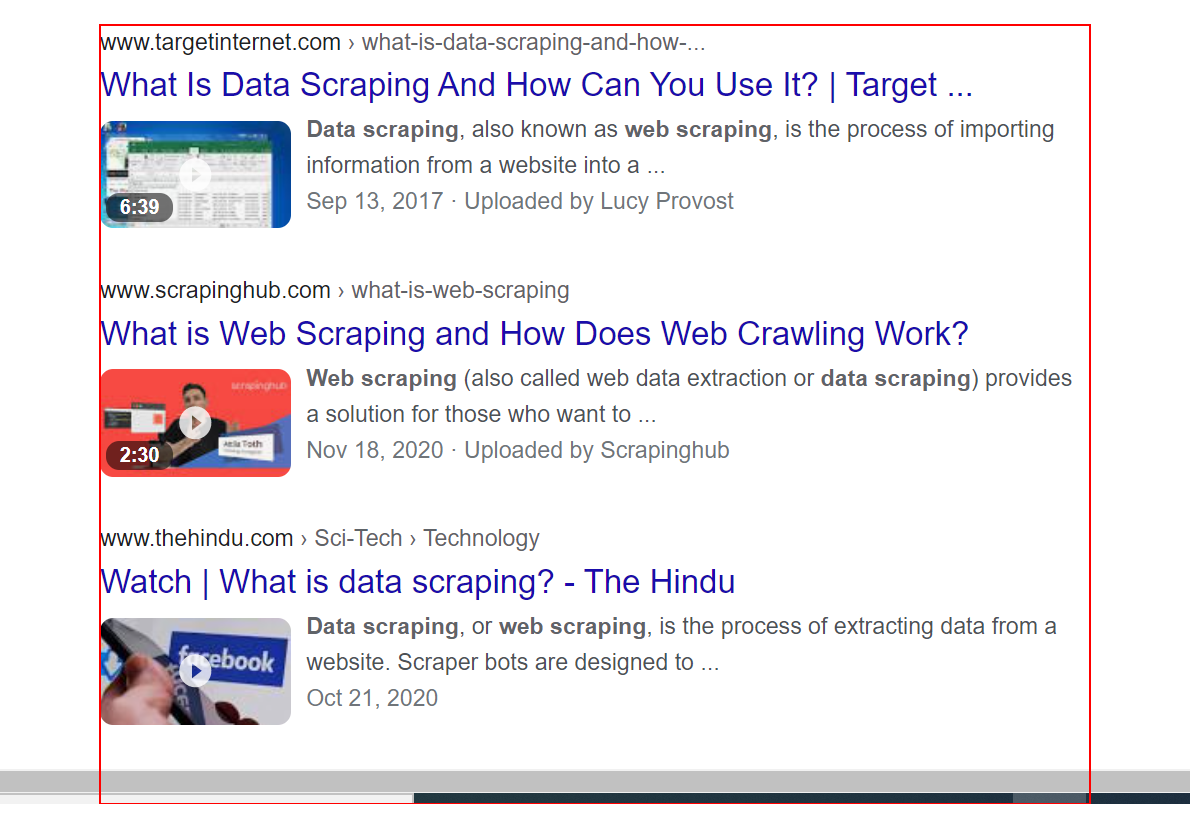 www.targetinternet.com › what-is-data-scraping-and-how-...
What Is Data Scraping And How Can You Use It? | Target ...
Data scraping, also known as web scraping, is the process of importing
information from a website into a ...
6:39
Sep 13, 2017 · Uploaded by Lucy Provost
www.scrapinghub.com › what-is-web-scraping
What is Web Scraping and How Does Web Crawling Work?
scrapinghub
Web scraping (also called web data extraction or data scraping) provides
a solution for those who want to ...
Attila Toth
2:30
Nov 18, 2020 · Uploaded by Scrapinghub
www.thehindu.com › Sci-Tech › Technology
Watch | What is data scraping? - The Hindu
Data scraping, or web scraping, is the process of extracting data from a
facebook
website. Scraper bots are designed to ...
Oct 21, 2020